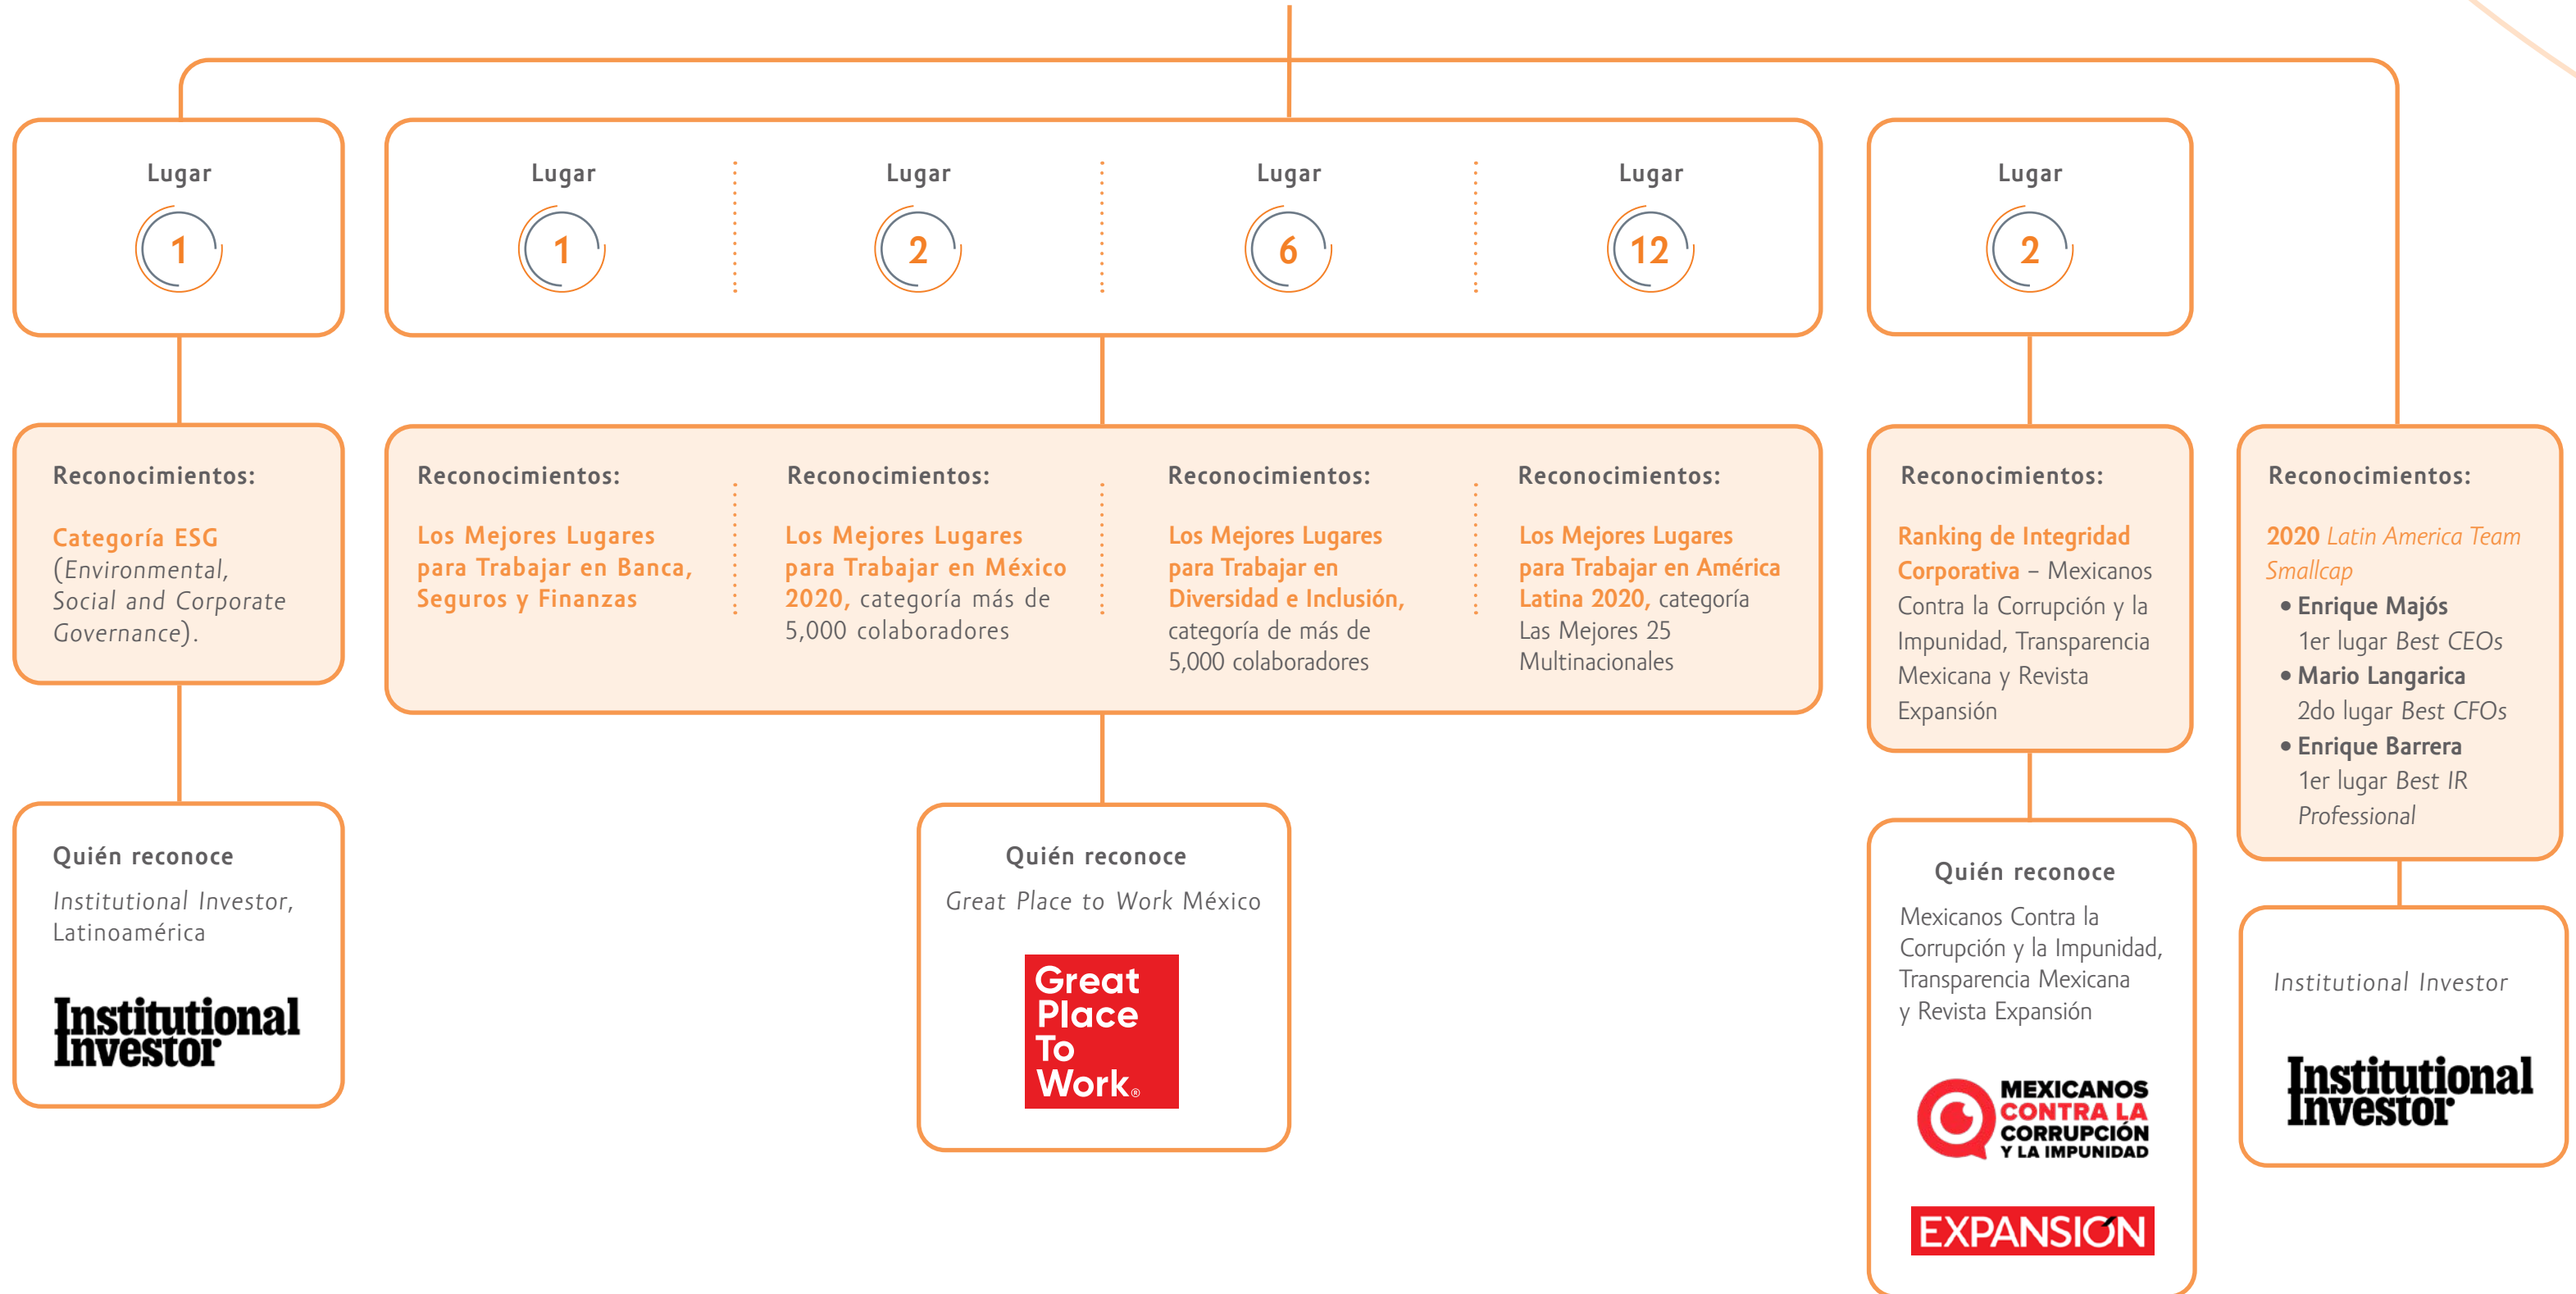 Lugar
1
Lugar
1
Lugar
2
Lugar
6
Lugar
12
Lugar
2
Reconocimientos:
Categoría ESG
(Environmental,
Social and Corporate
Governance).
Reconocimientos:
Los Mejores Lugares
para Trabajar en Banca,
Seguros y Finanzas
Reconocimientos:
Los Mejores Lugares
para Trabajar en México
2020, categoría más de
5,000 colaboradores
Reconocimientos:
Los Mejores Lugares
para Trabajar en
Diversidad e Inclusión,
categoría de más de
5,000 colaboradores
Reconocimientos:
Los Mejores Lugares
para Trabajar en América
Latina 2020, categoría
Las Mejores 25
Multinacionales
Reconocimientos:
Ranking de Integridad
Corporativa – Mexicanos
Contra la Corrupción y la
Impunidad, Transparencia
Mexicana y Revista
Expansión
Reconocimientos:
2020 Latin America Team
Smallcap
• Enrique Majós
1er lugar Best CEOs
• Mario Langarica
2do lugar Best CFOs
• Enrique Barrera
1er lugar Best IR
Professional
Quién reconoce
Institutional Investor,
Latinoamérica
Institutional
Investor
Quién reconoce
Great Place to Work México
Great
Place
To
Work®
Quién reconoce
Mexicanos Contra la
Corrupción y la Impunidad,
Transparencia Mexicana
y Revista Expansión
MEXICANOS
CONTRA LA
CORRUPCIÓN
Y LA IMPUNIDAD
EXPANSIÓN
Institutional Investor
Institutional
Investor